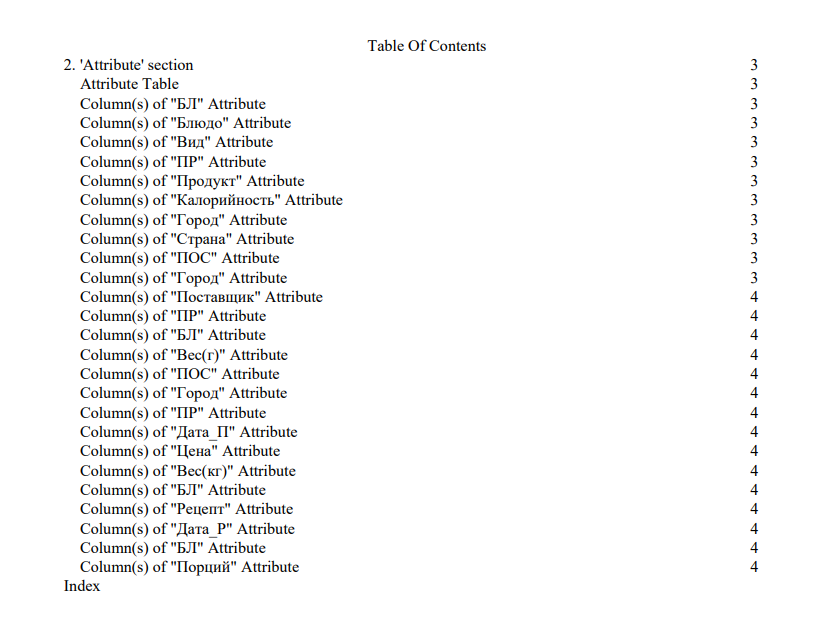 Table Of Contents
2. 'Attribute' section 3
Attribute Table 3
Column(s) of "БЛ" Attribute 3
Column(s) of "Блюдо" Attribute 3
Column(s) of "Вид" Attribute 3
Column(s) of "ПР" Attribute 3
Column(s) of "Продукт" Attribute 3
Column(s) of "Калорийность" Attribute 3
Column(s) of "Город" Attribute 3
Column(s) of "Страна" Attribute 3
Column(s) of "ПОС" Attribute 3
Column(s) of "Город" Attribute 3
Column(s) of "Поставщик" Attribute 4
Column(s) of "ПР" Attribute 4
Column(s) of "БЛ" Attribute 4
Column(s) of "Вес(г)" Attribute 4
Column(s) of "ПОС" Attribute 4
Column(s) of "Город" Attribute 4
Column(s) of "ПР" Attribute 4
Column(s) of "Дата_П" Attribute 4
Column(s) of "Цена" Attribute 4
Column(s) of "Вес(кг)" Attribute 4
Column(s) of "БЛ" Attribute 4
Column(s) of "Рецепт" Attribute 4
Column(s) of "Дата_Р" Attribute 4
Column(s) of "БЛ" Attribute 4
Column(s) of "Порций" Attribute 4
Index